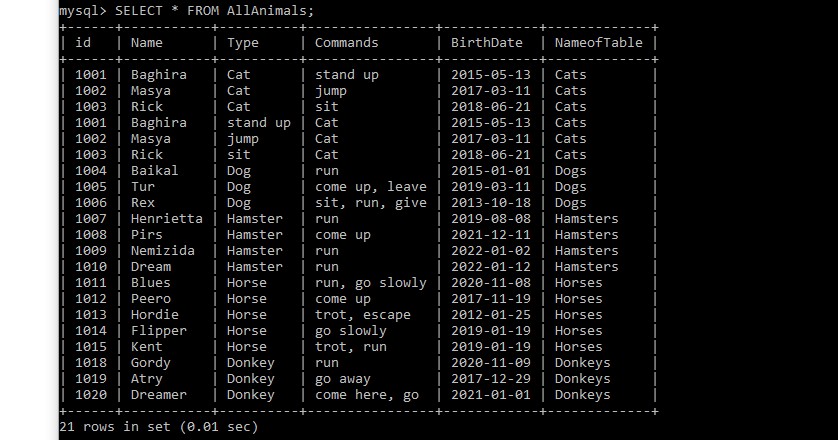 mysql> SELECT * FROM AllAnimals;
+------+-----------+----------+----------------+------------+-------------+
| id | Name | Type | Commands | BirthDate | NameofTable |
+------+-----------+----------+----------------+------------+-------------+
| 1001 | Baghira | Cat | stand up | 2015-05-13 | Cats |
| 1002 | Masya | Cat | jump | 2017-03-11 | Cats |
| 1003 | Rick | Cat | sit | 2018-06-21 | Cats |
| 1001 | Baghira | stand up | Cat | 2015-05-13 | Cats |
| 1002 | Masya | jump | Cat | 2017-03-11 | Cats |
| 1003 | Rick | sit | Cat | 2018-06-21 | Cats |
| 1004 | Baikal | Dog | run | 2015-01-01 | Dogs |
| 1005 | Tur | Dog | come up, leave | 2019-03-11 | Dogs |
| 1006 | Rex | Dog | sit, run, give | 2013-10-18 | Dogs |
| 1007 | Henrietta | Hamster | run | 2019-08-08 | Hamsters |
| 1008 | Pirs | Hamster | come up | 2021-12-11 | Hamsters |
| 1009 | Nemizida | Hamster | run | 2022-01-02 | Hamsters |
| 1010 | Dream | Hamster | run | 2022-01-12 | Hamsters |
| 1011 | Blues | Horse | run, go slowly | 2020-11-08 | Horses |
| 1012 | Peero | Horse | come up | 2017-11-19 | Horses |
| 1013 | Hordie | Horse | trot, escape | 2012-01-25 | Horses |
| 1014 | Flipper | Horse | go slowly | 2019-01-19 | Horses |
| 1015 | Kent | Horse | trot, run | 2019-01-19 | Horses |
| 1018 | Gordy | Donkey | run | 2020-11-09 | Donkeys |
| 1019 | Atry | Donkey | go away | 2017-12-29 | Donkeys |
| 1020 | Dreamer | Donkey | come here, go | 2021-01-01 | Donkeys |
+------+-----------+----------+----------------+------------+-------------+
21 rows in set (0.01 sec)